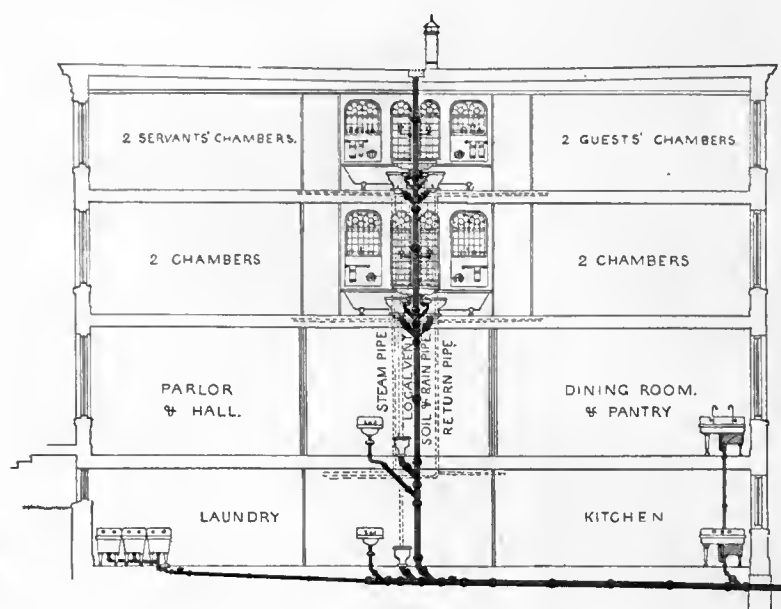 2 SERVANTS' CHAMBERS.
2 GUESTS' CHAMBERS
2 CHAMBERS
2 CHAMBERS
STEAM PIPE
LOCAL VENT
SOIL & RAIN PIPE
RETURN PIPE
PARLOR
& HALL.
DINING ROOM.
& PANTRY
LAUNDRY
KITCHEN